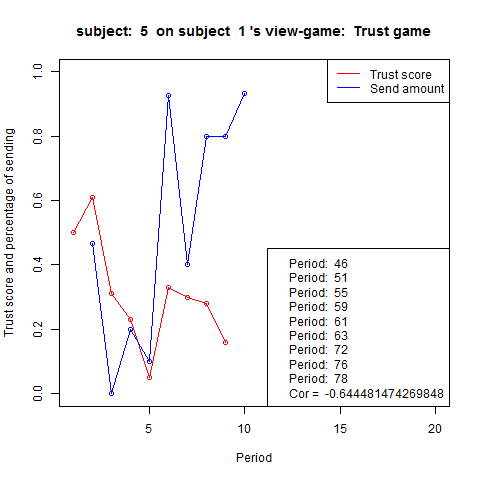 subject:  5  on subject  1 's view-game:  Trust game
Trust score
Send amount
Trust score and percentage of sending
1.0
0.8
0.6
0.4
0.2
0.0
Period:  46
Period:  51
Period:  55
Period:  59
Period:  61
Period:  63
Period:  72
Period:  76
Period:  78
Cor =  -0.644481474269848
5
10
15
20
Period